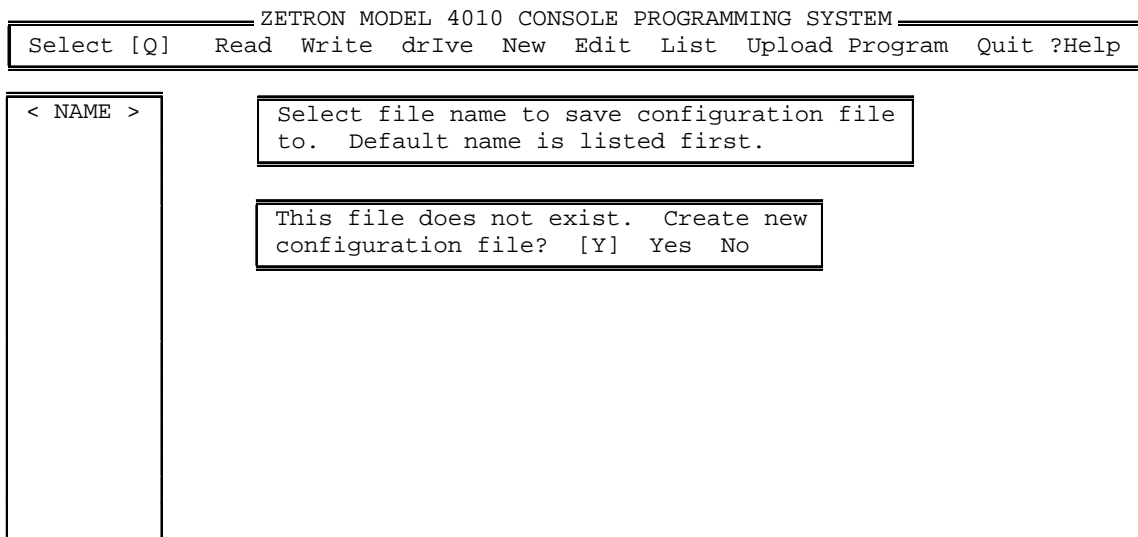 ZETRON MODEL 4010 CONSOLE PROGRAMMING SYSTEM
Select [Q] Read Write drIve New Edit List Upload Program Quit ?Help
< NAME >
Select file name to save configuration file
to. Default name is listed first.
This file does not exist. Create new
configuration file? [Y] Yes No